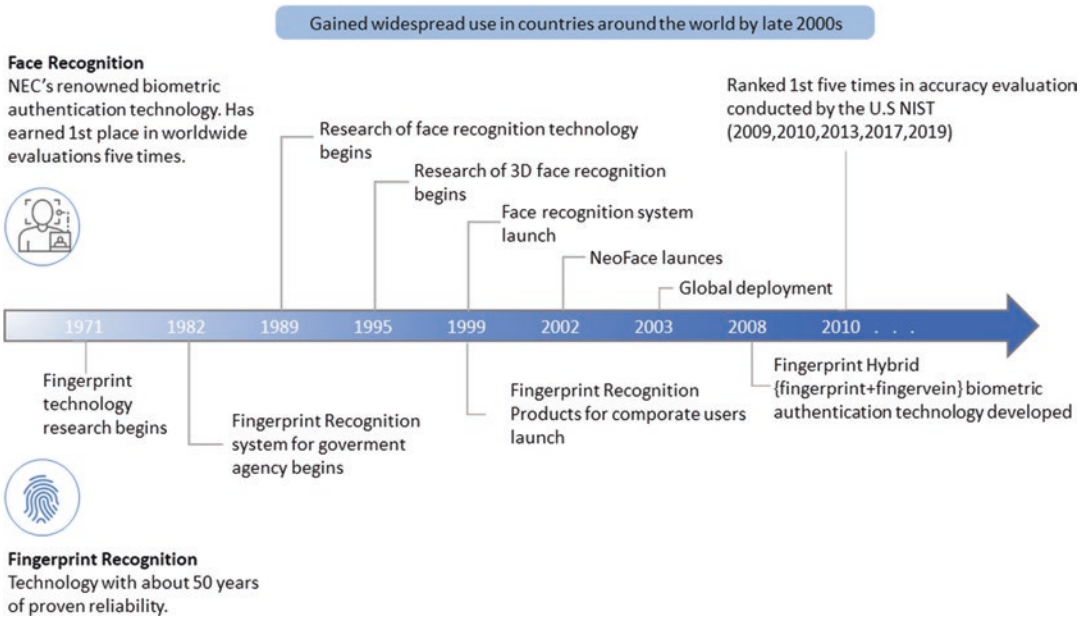 Gained widespread use in countries around the world by late 2000s
Face Recognition
NEC's renowned biometric
authentication technology. Has
earned 1st place in worldwide
evaluations five times.
Research of face recognition technology
begins
Research of 3D face recognition
begins
Face recognition system
launch
NeoFace launces
Global deployment
Ranked 1st five times in accuracy evaluation
conducted by the U.S NIST
(2009,2010,2013,2017,2019)
1971 1982 1989 1995 1999 2002 2003 2008 2010 . . .
Fingerprint
technology
research begins
Fingerprint Recognition
system for goverment
agency begins
Fingerprint Recognition
Products for comporate users
launch
Fingerprint Hybrid
{fingerprint+fingervein} biometric
authentication technology developed
Fingerprint Recognition
Technology with about 50 years
of proven reliability.